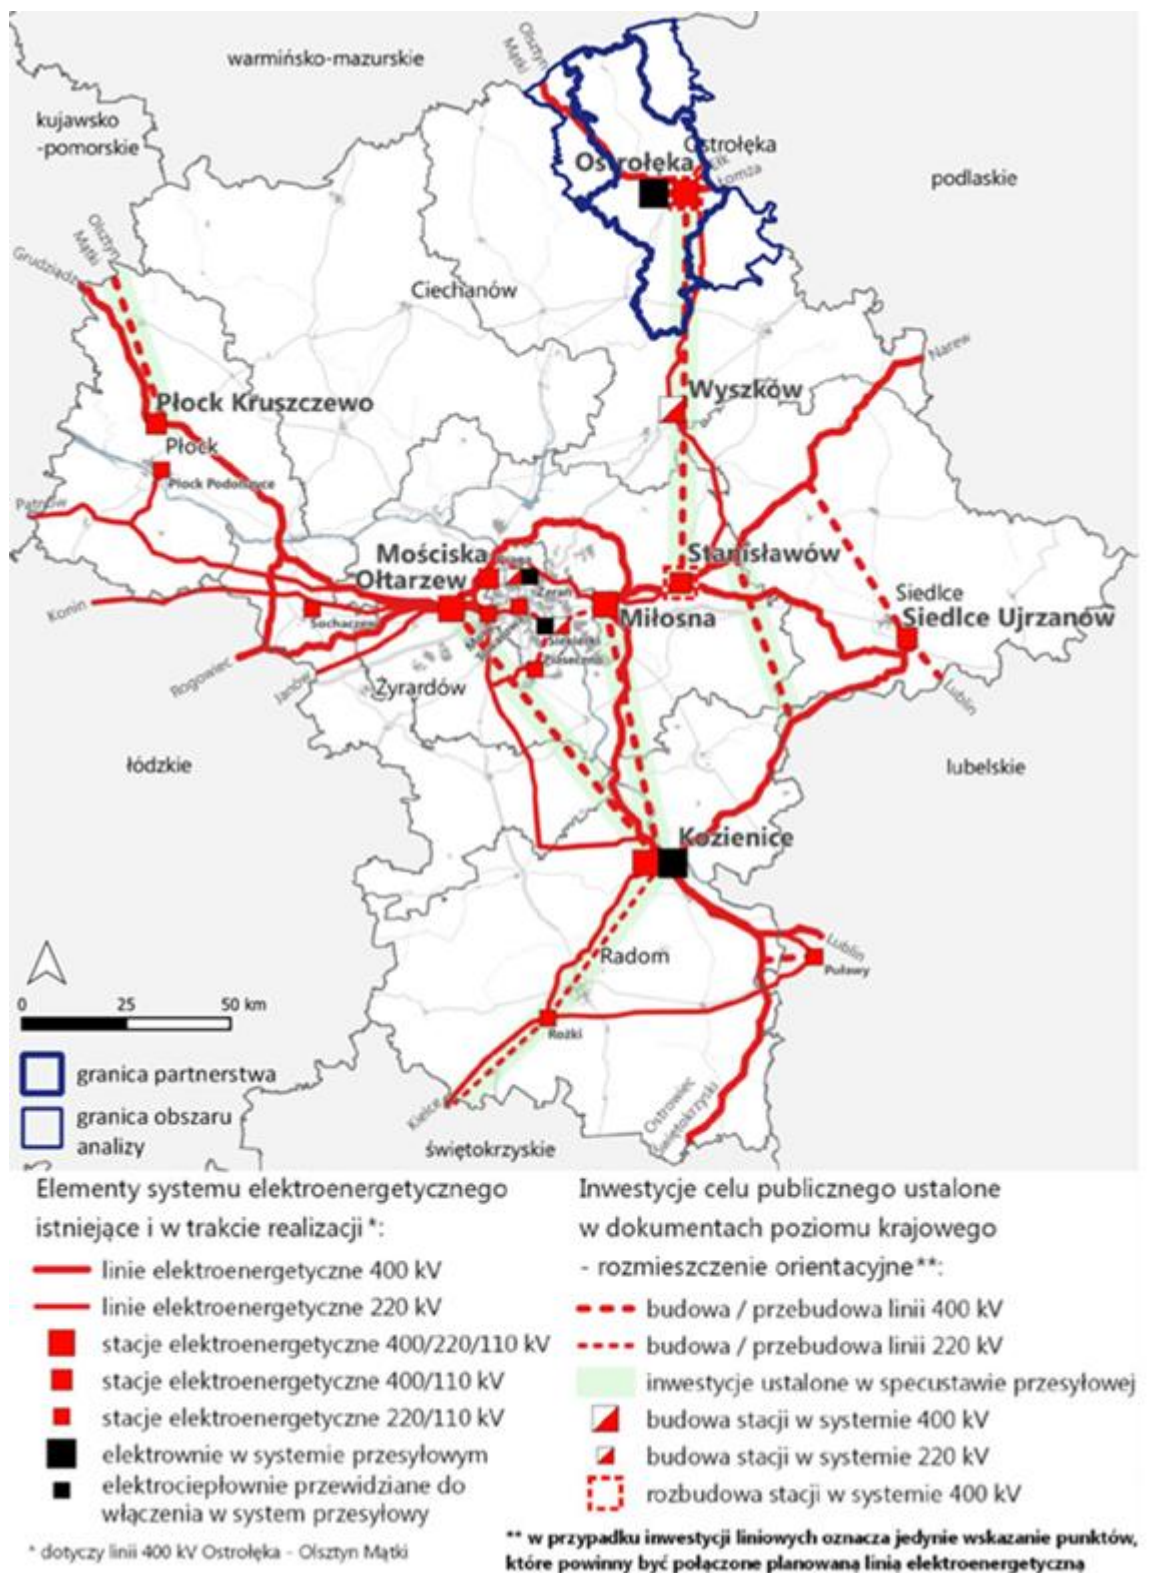 Olsztyn
Mątki
warmińsko-mazurskie
kujawsko
-pomorskie
Ostrołęka
Ostrołęka
Ełk
Łomża
podlaskie
Olsztyn
Mątki
Grudziądz
Ciechanów
Narew
Wyszków
Płock Kruszczewo
Płock
Płock Podolszyce
Pątnów
Mościska
Stanisławów
Ołtarzew
Żerań
Siedlce
Siedlce Ujrzanów
Konin
Sochaczew
Miłosna
Siekierki
Piaseczno
Rogowiec
Janów
Żyrardów
Lublin
łódzkie
lubelskie
Kozienice
Lublin
Radom
Puławy
0 25 50 km
Rożki
granica partnerstwa
Kielce
Ostrowiec
Świętokrzyski
granica obszaru
analizy
świętokrzyskie
Elementy systemu elektroenergetycznego
istniejące i w trakcie realizacji*:
linie elektroenergetyczne 400 kV
linie elektroenergetyczne 220 kV
stacje elektroenergetyczne 400/220/110 kV
stacje elektroenergetyczne 400/110 kV
stacje elektroenergetyczne 220/110 kV
elektrownie w systemie przesyłowym
elektrociepłownie przewidziane do
włączenia w system przesyłowy
* dotyczy linii 400 kV Ostrołęka - Olsztyn Mątki
Inwestycje celu publicznego ustalone
w dokumentach poziomu krajowego
- rozmieszczenie orientacyjne**:
budowa / przebudowa linii 400 kV
budowa / przebudowa linii 220 kV
inwestycje ustalone w specustawie przesyłowej
budowa stacji w systemie 400 kV
budowa stacji w systemie 220 kV
rozbudowa stacji w systemie 400 kV
** w przypadku inwestycji liniowych oznacza jedynie wskazanie punktów,
które powinny być połączone planowaną linią elektroenergetyczną